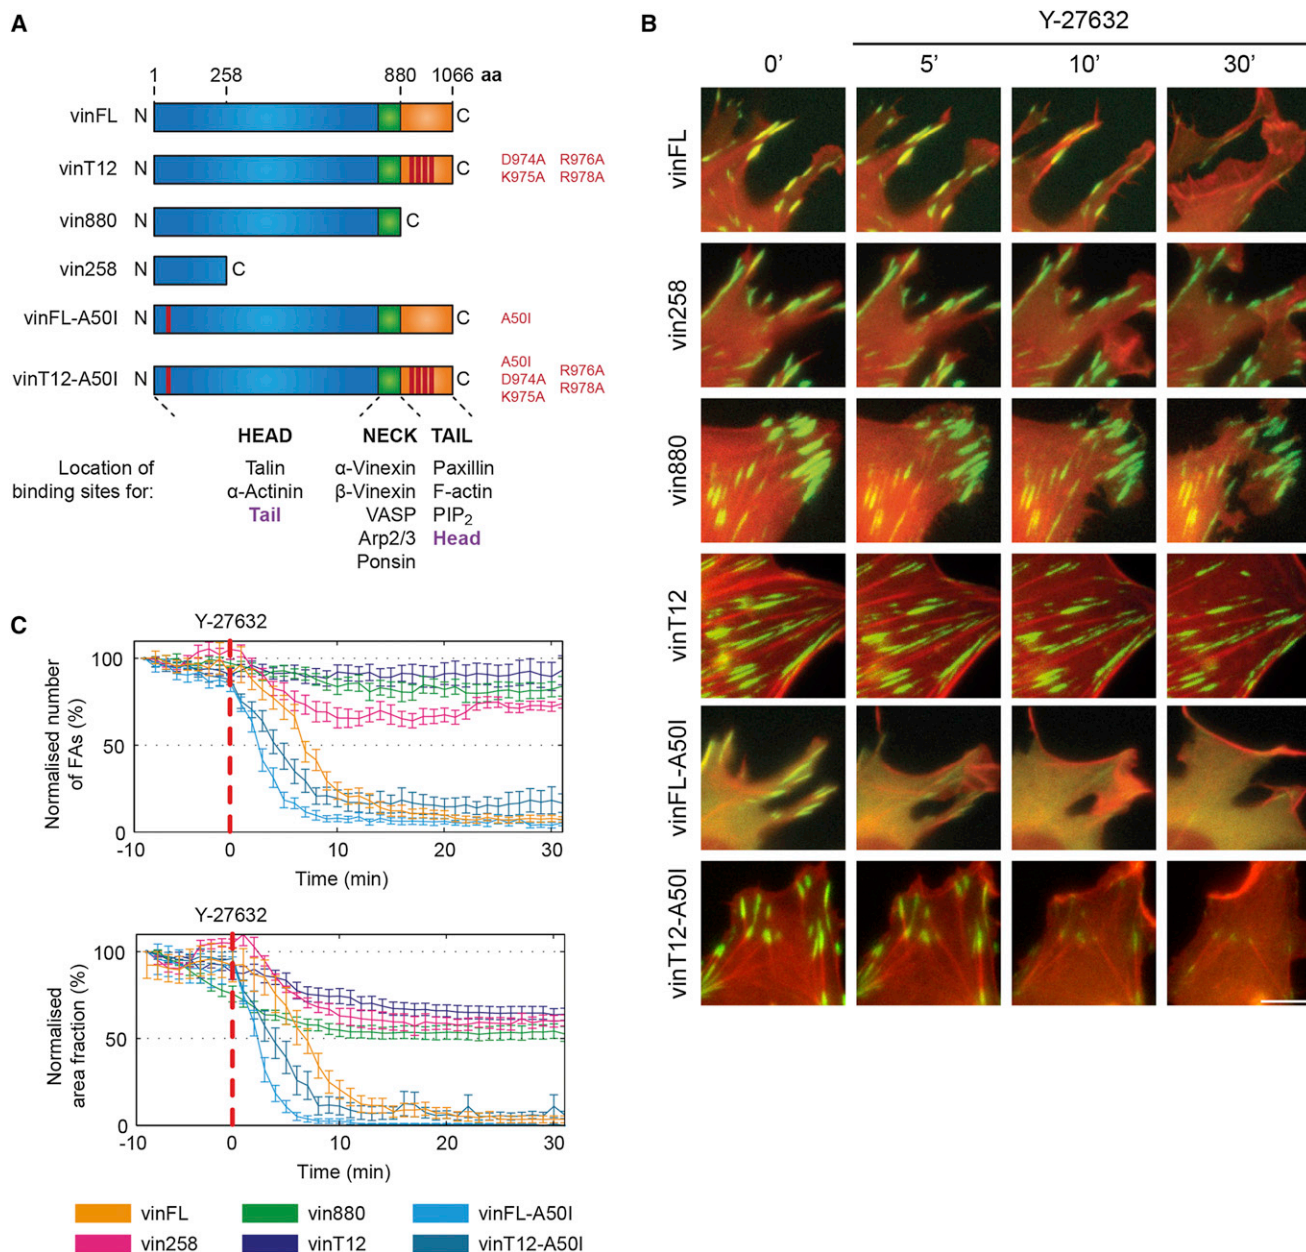 A
1 258 880 1066 aa
vinFL N C
vinT12 N C D974A R976A
K975A R978A
vin880 N C
vin258 N C
vinFL-A50I N C A50I
vinT12-A50I N C A50I
D974A R976A
K975A R978A
HEAD NECK TAIL
Location of Talin α-Vinexin Paxillin
binding sites for: α-Actinin β-Vinexin F-actin
Tail VASP PIP₂
Arp2/3 Head
Ponsin
B
Y-27632
0’ 5’ 10’ 30’
vinFL
vin258
vin880
vinT12
vinFL-A50I
vinT12-A50I
C
Y-27632
Normalised number
of FAs (%)
100
50
0
-10 0 10 20 30
Time (min)
Y-27632
Normalised
area fraction (%)
100
50
0
-10 0 10 20 30
Time (min)
vinFL vin880 vinFL-A50I
vin258 vinT12 vinT12-A50I